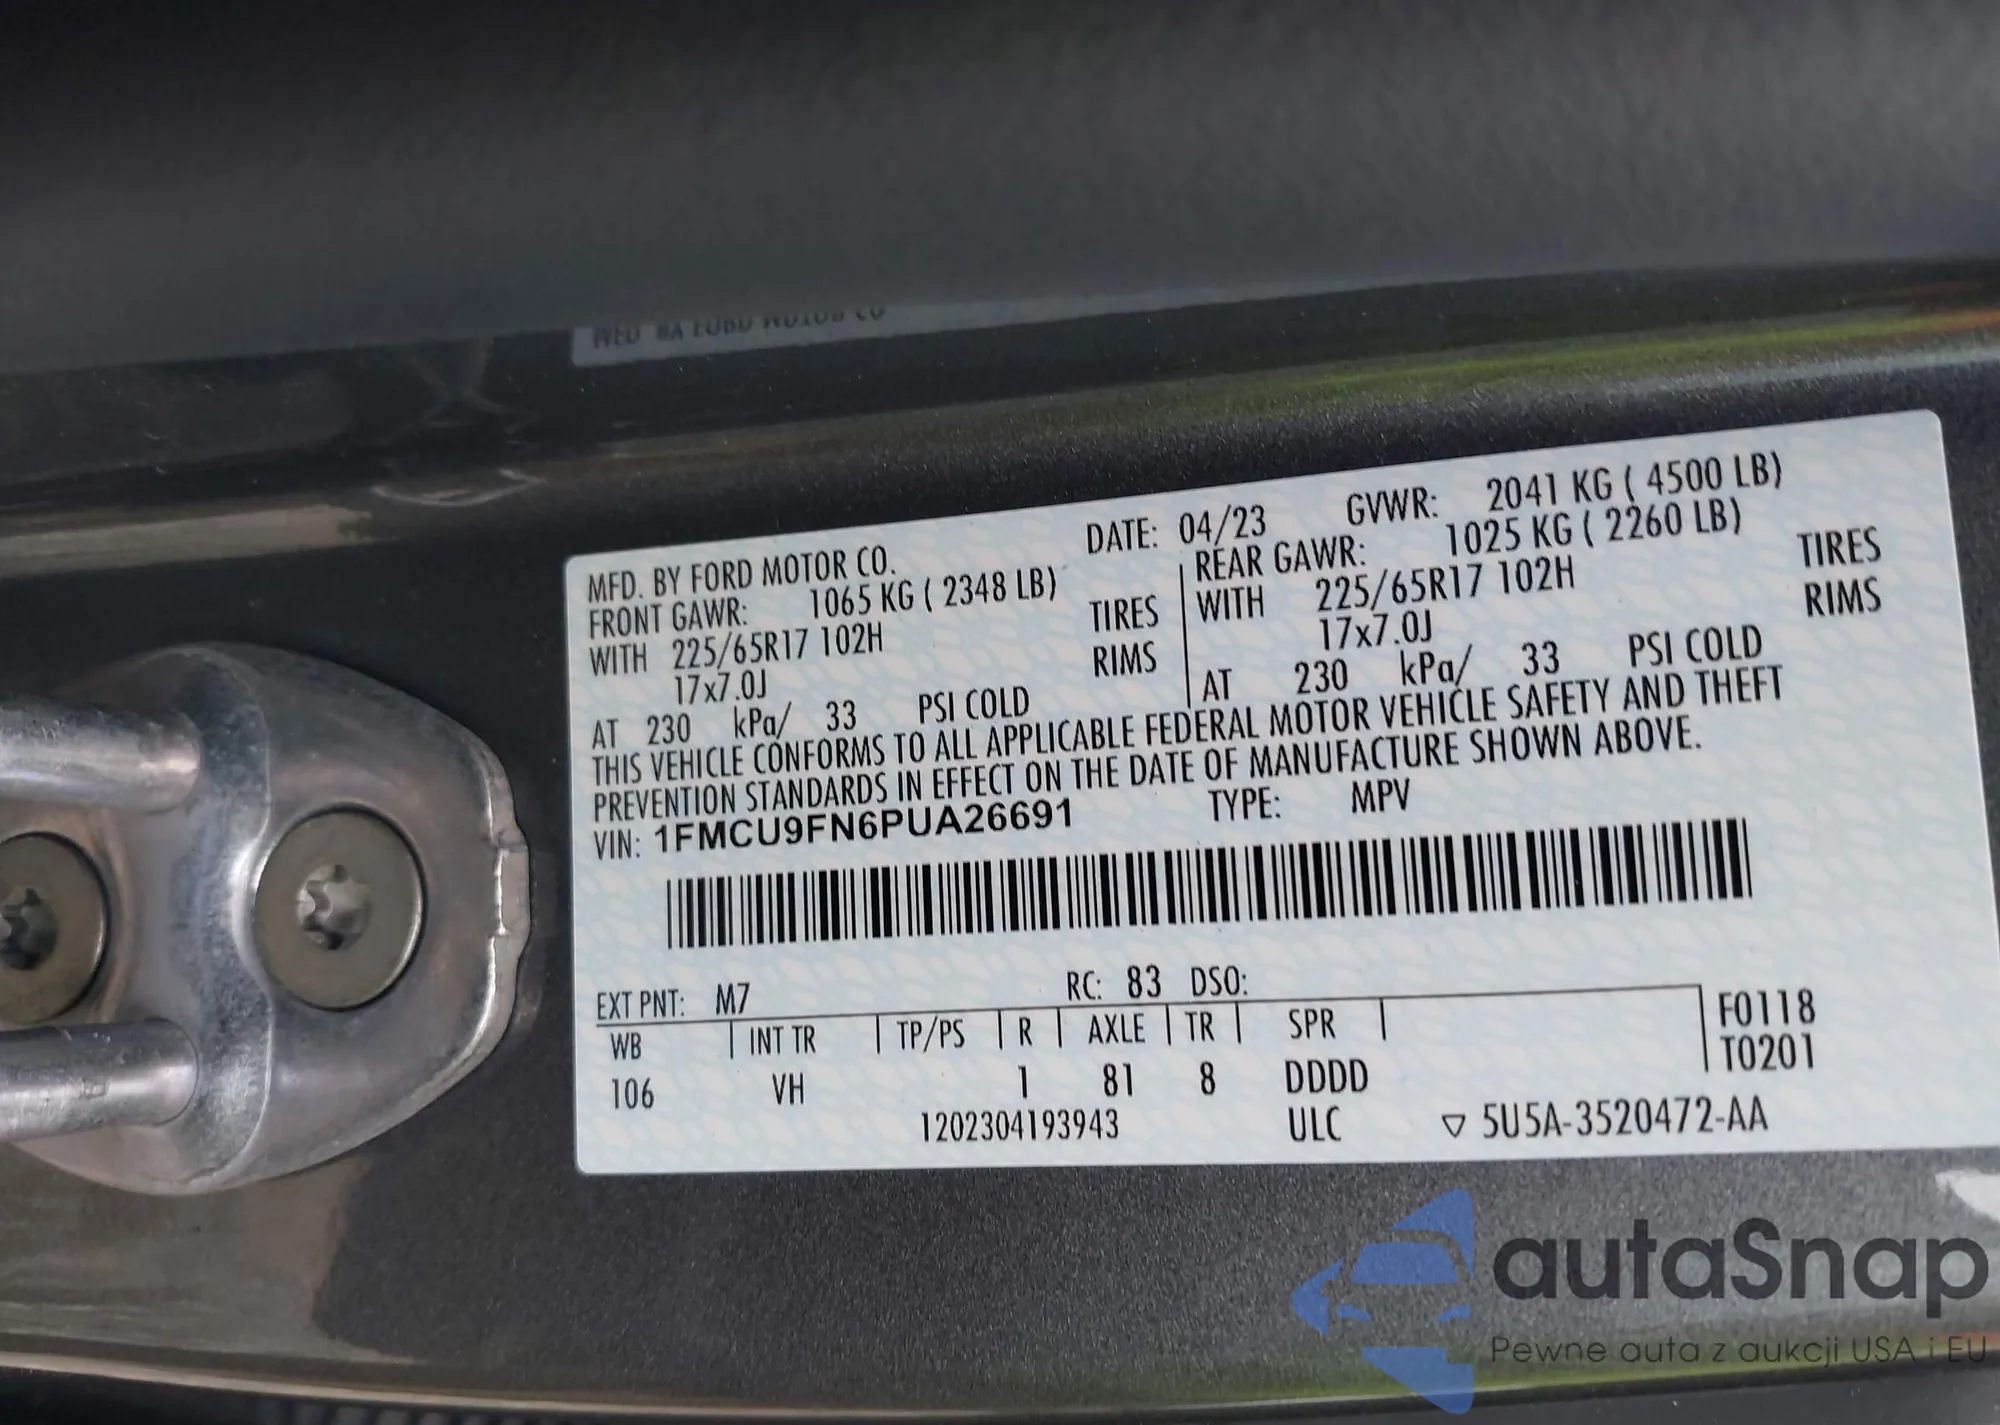 MFD. BY FORD MOTOR CO. DATE: 04/23 GVWR: 2041 KG ( 4500 LB)
FRONT GAWR: 1065 KG ( 2348 LB) REAR GAWR: 1025 KG ( 2260 LB)
WITH 225/65R17 102H TIRES WITH 225/65R17 102H TIRES
17x7.0J RIMS 17x7.0J RIMS
AT 230 kPa/ 33 PSI COLD AT 230 kPa/ 33 PSI COLD
THIS VEHICLE CONFORMS TO ALL APPLICABLE FEDERAL MOTOR VEHICLE SAFETY AND THEFT
PREVENTION STANDARDS IN EFFECT ON THE DATE OF MANUFACTURE SHOWN ABOVE.
VIN: 1FMCU9FN6PUA26691 TYPE: MPV
EXT PNT: M7 RC: 83 DSO:
WB INT TR TP/PS R AXLE TR SPR F0118
106 VH 1 81 8 DDDD T0201
1202304193943 ULC ▽ 5U5A-3520472-AA
autaSnap
Pewne auta z aukcji USA i EU